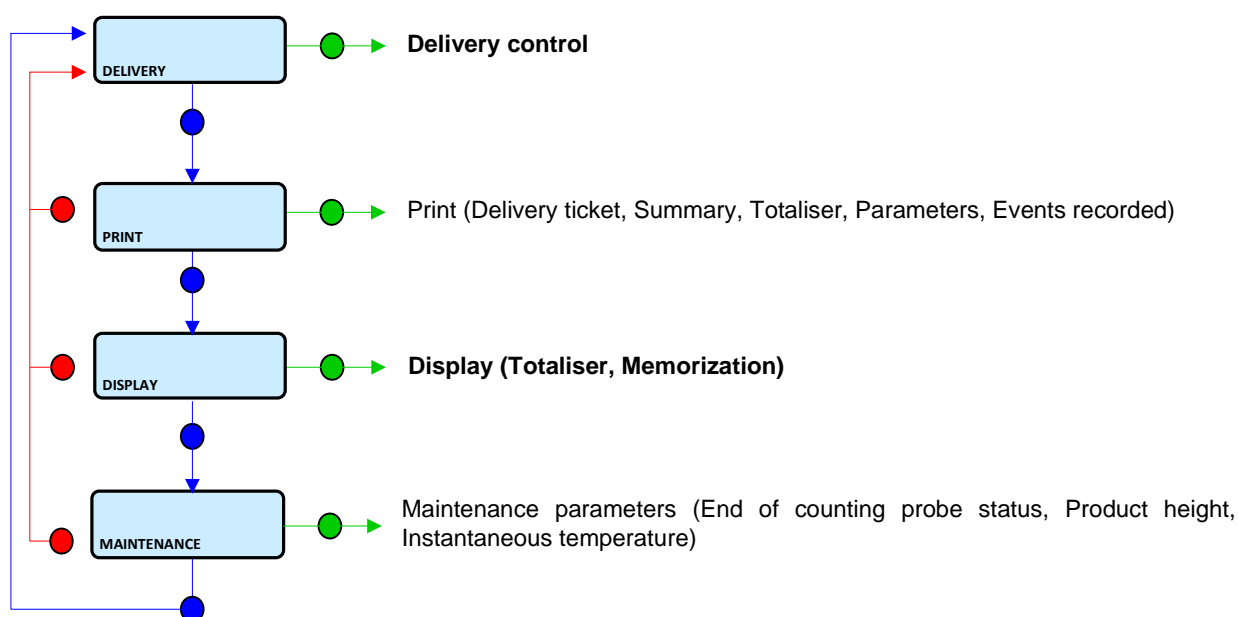 Delivery control
DELIVERY
Print (Delivery ticket, Summary, Totaliser, Parameters, Events recorded)
PRINT
Display (Totaliser, Memorization)
DISPLAY
Maintenance parameters (End of counting probe status, Product height,
Instantaneous temperature)
MAINTENANCE